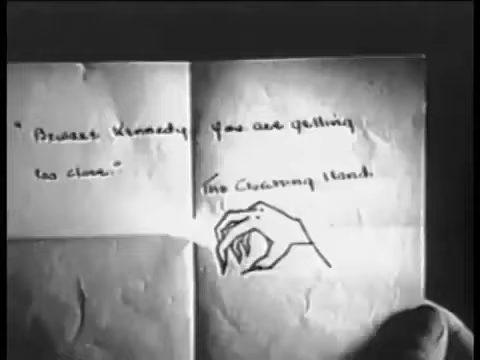 "Beware Kennedy You are getting
too close."
The Clutching Hand.